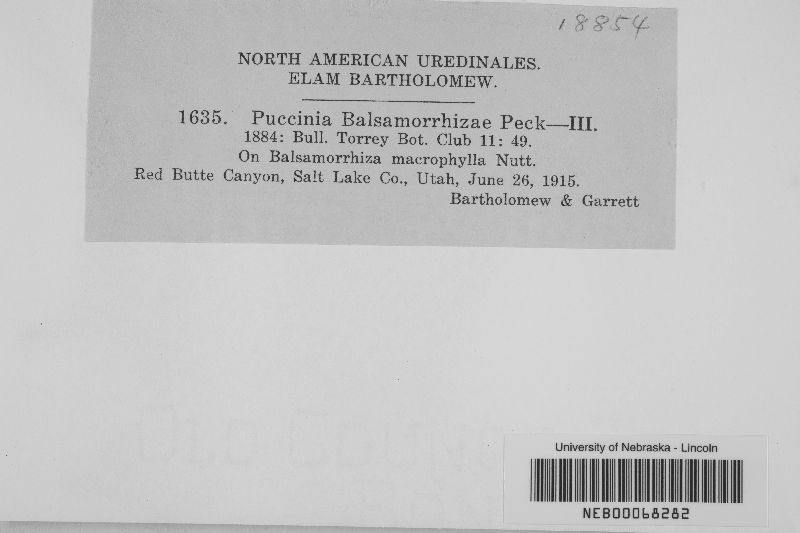 18854
NORTH AMERICAN UREDINALES.
ELAM BARTHOLOMEW.
1635. Puccinia Balsamorrhizae Peck—III.
1884: Bull. Torrey Bot. Club 11: 49.
On Balsamorrhiza macrophylla Nutt.
Red Butte Canyon, Salt Lake Co., Utah, June 26, 1915.
Bartholomew & Garrett
University of Nebraska - Lincoln
NEB00068282